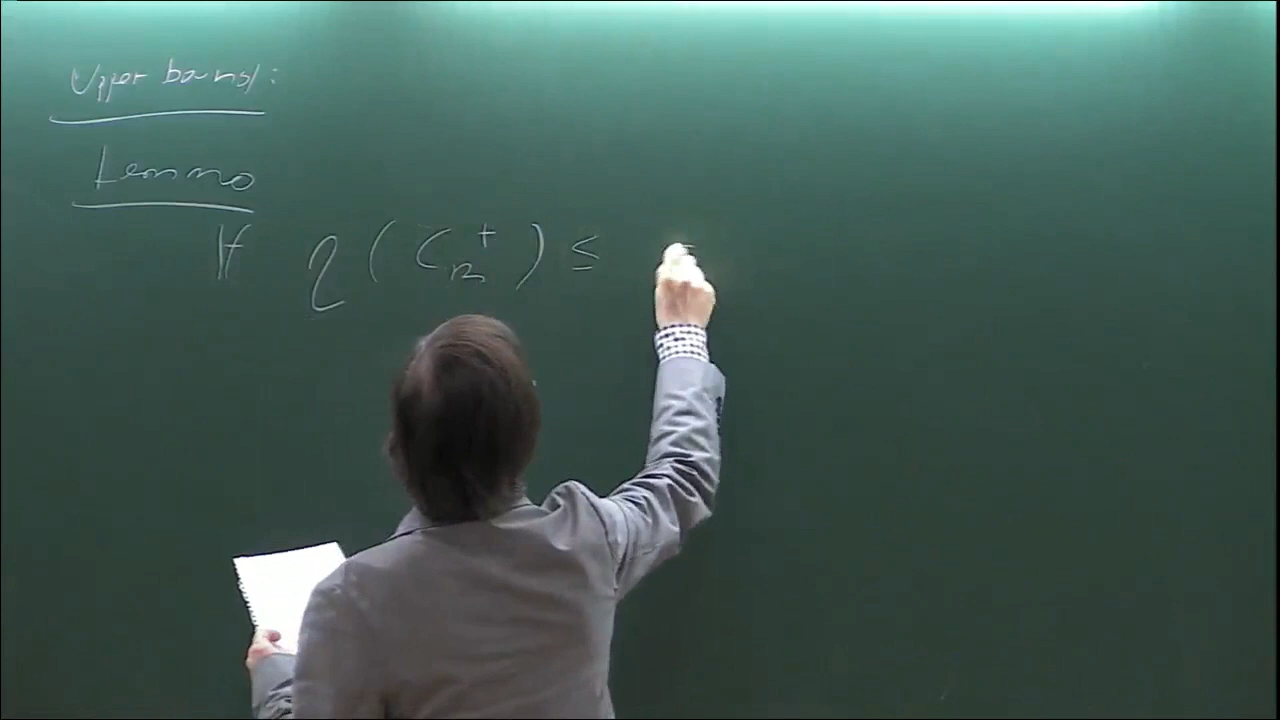 Upper bound:
Lemma
If η ( C_n^+ ) ≤